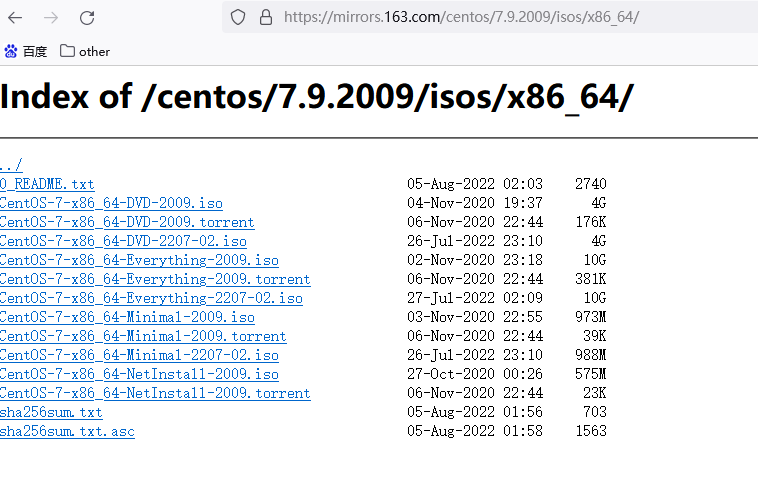 https://mirrors.163.com/centos/7.9.2009/isos/x86_64/
百度 other
Index of /centos/7.9.2009/isos/x86_64/
../
0_README.txt 05-Aug-2022 02:03 2740
CentOS-7-x86_64-DVD-2009.iso 04-Nov-2020 19:37 4G
CentOS-7-x86_64-DVD-2009.torrent 06-Nov-2020 22:44 176K
CentOS-7-x86_64-DVD-2207-02.iso 26-Jul-2022 23:10 4G
CentOS-7-x86_64-Everything-2009.iso 02-Nov-2020 23:18 10G
CentOS-7-x86_64-Everything-2009.torrent 06-Nov-2020 22:44 381K
CentOS-7-x86_64-Everything-2207-02.iso 27-Jul-2022 02:09 10G
CentOS-7-x86_64-Minimal-2009.iso 03-Nov-2020 22:55 973M
CentOS-7-x86_64-Minimal-2009.torrent 06-Nov-2020 22:44 39K
CentOS-7-x86_64-Minimal-2207-02.iso 26-Jul-2022 23:10 988M
CentOS-7-x86_64-NetInstall-2009.iso 27-Oct-2020 00:26 575M
CentOS-7-x86_64-NetInstall-2009.torrent 06-Nov-2020 22:44 23K
sha256sum.txt 05-Aug-2022 01:56 703
sha256sum.txt.asc 05-Aug-2022 01:58 1563